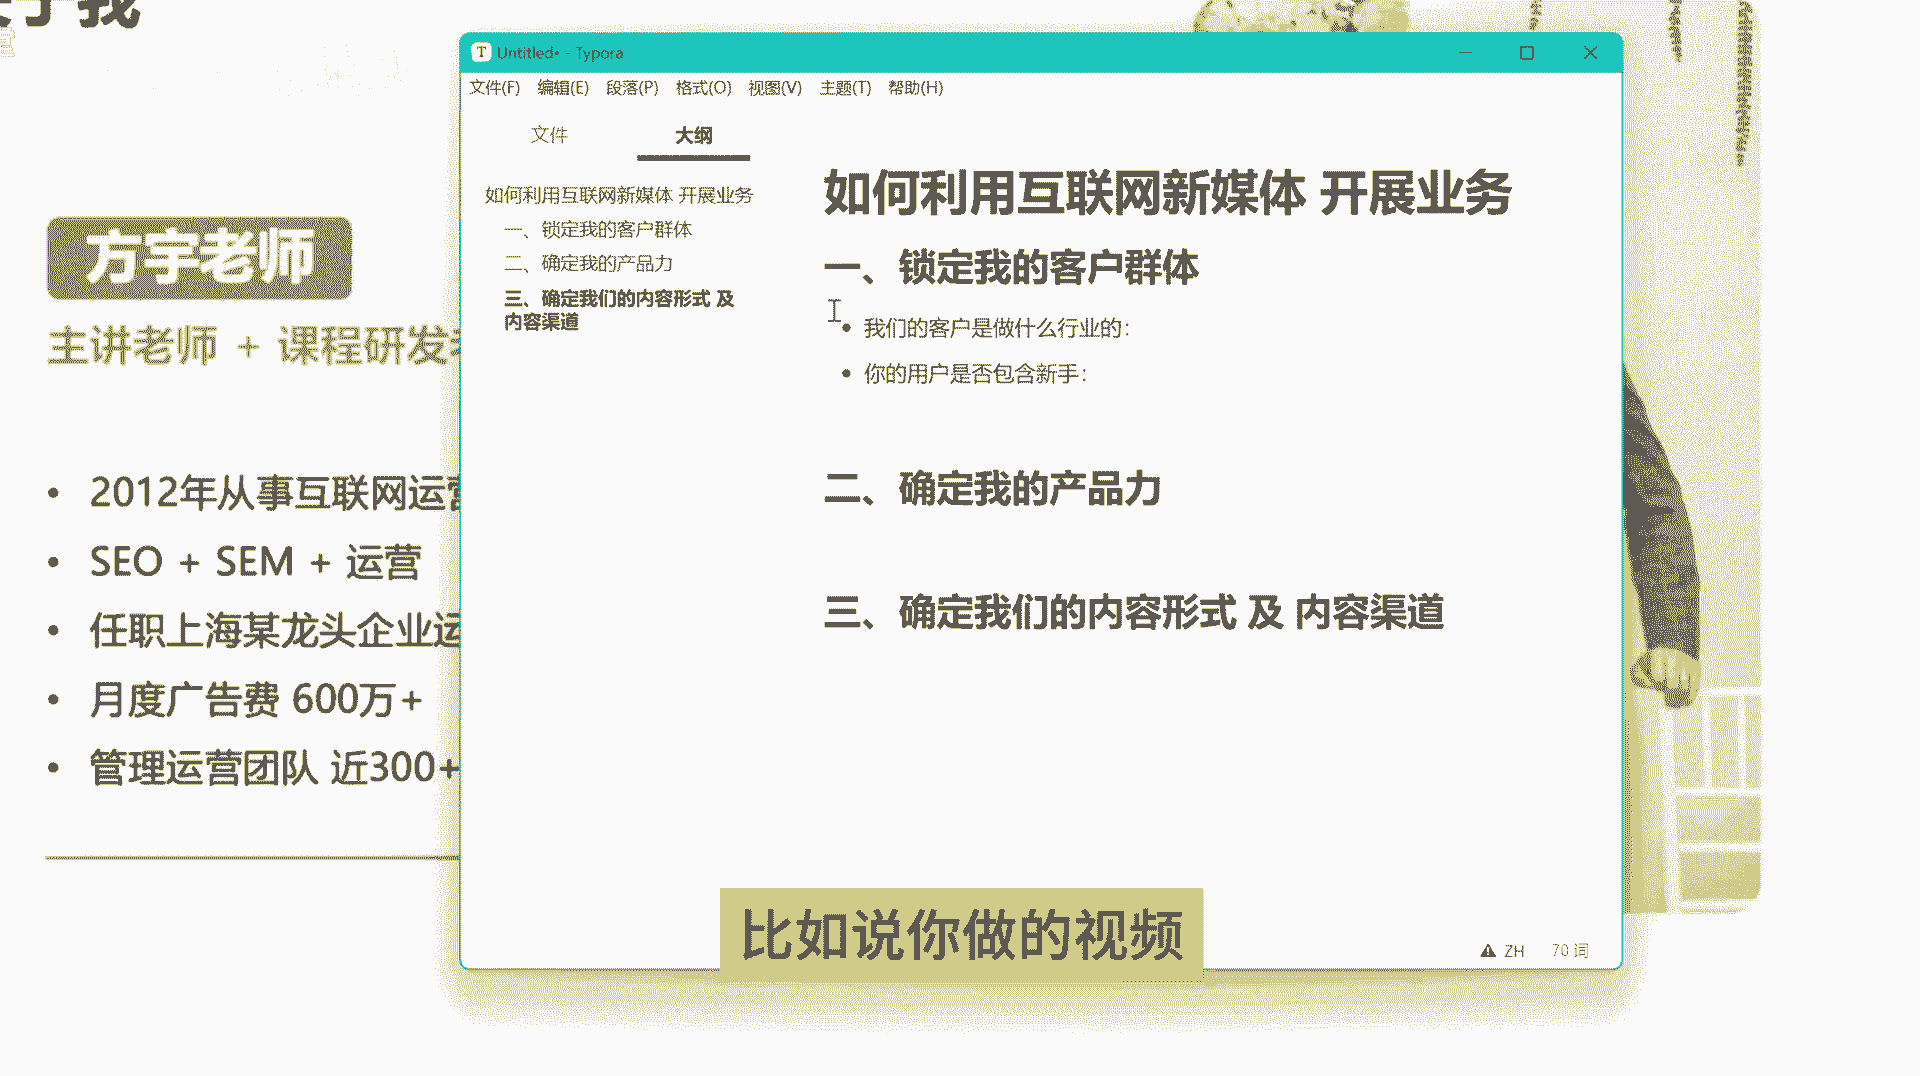 于我
Untitled• - Typora
文件(F) 编辑(E) 段落(P) 格式(O) 视图(V) 主题(T) 帮助(H)
文件 大纲
如何利用互联网新媒体 开展业务
一、锁定我的客户群体
二、确定我的产品力
三、确定我们的内容形式 及
内容渠道
如何利用互联网新媒体 开展业务
一、锁定我的客户群体
• 我们的客户是做什么行业的：
• 你的用户是否包含新手：
二、确定我的产品力
三、确定我们的内容形式 及 内容渠道
ZH 70 词
方宇老师
主讲老师 + 课程研发
• 2012年从事互联网运营
• SEO + SEM + 运营
• 任职上海某龙头企业运
• 月度广告费 600万+
• 管理运营团队 近300+
比如说你做的视频